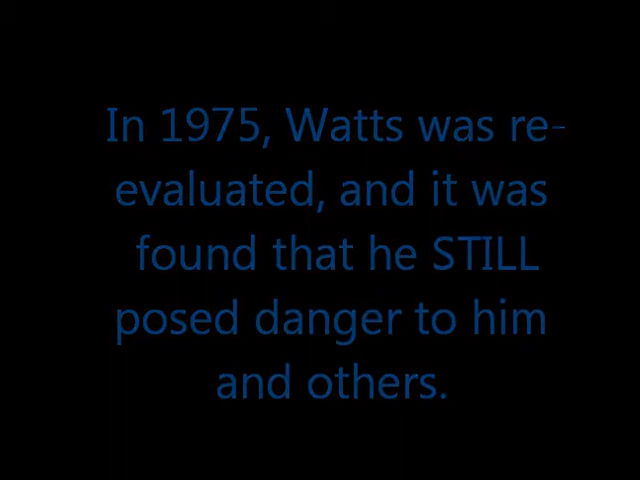 In 1975, Watts was re-
evaluated, and it was
found that he STILL
posed danger to him
and others.